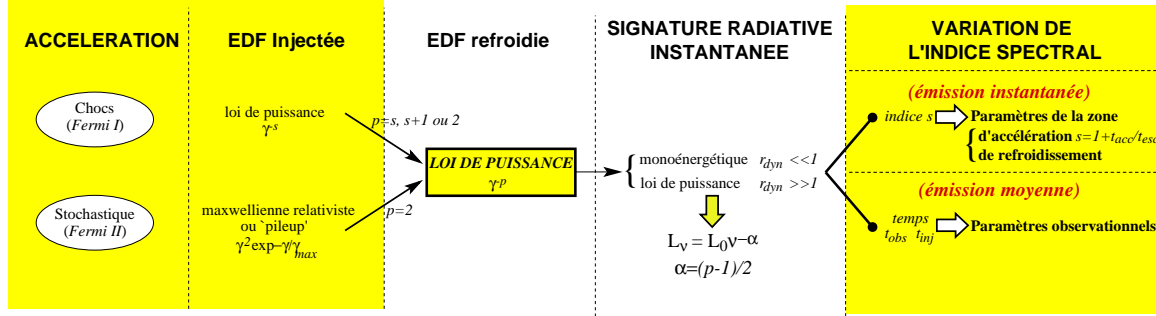 ACCELERATION
Chocs
(Fermi I)
Stochastique
(Fermi II)
EDF Injectée
loi de puissance
γ-s
maxwellienne relativiste
ou `pileup'
γ2exp−γ/γmax
EDF refroidie
p=s, s+1 ou 2
p=2
LOI DE PUISSANCE
γ-p
SIGNATURE RADIATIVE
INSTANTANEE
monoénergétique rdyn <<1
loi de puissance rdyn >>1
Lν = L0ν−α
α=(p-1)/2
VARIATION DE
L'INDICE SPECTRAL
(émission instantanée)
indice s Paramètres de la zone
d'accélération s=1+tacc/tesc
de refroidissement
(émission moyenne)
temps
tobs tinj
Paramètres observationnels